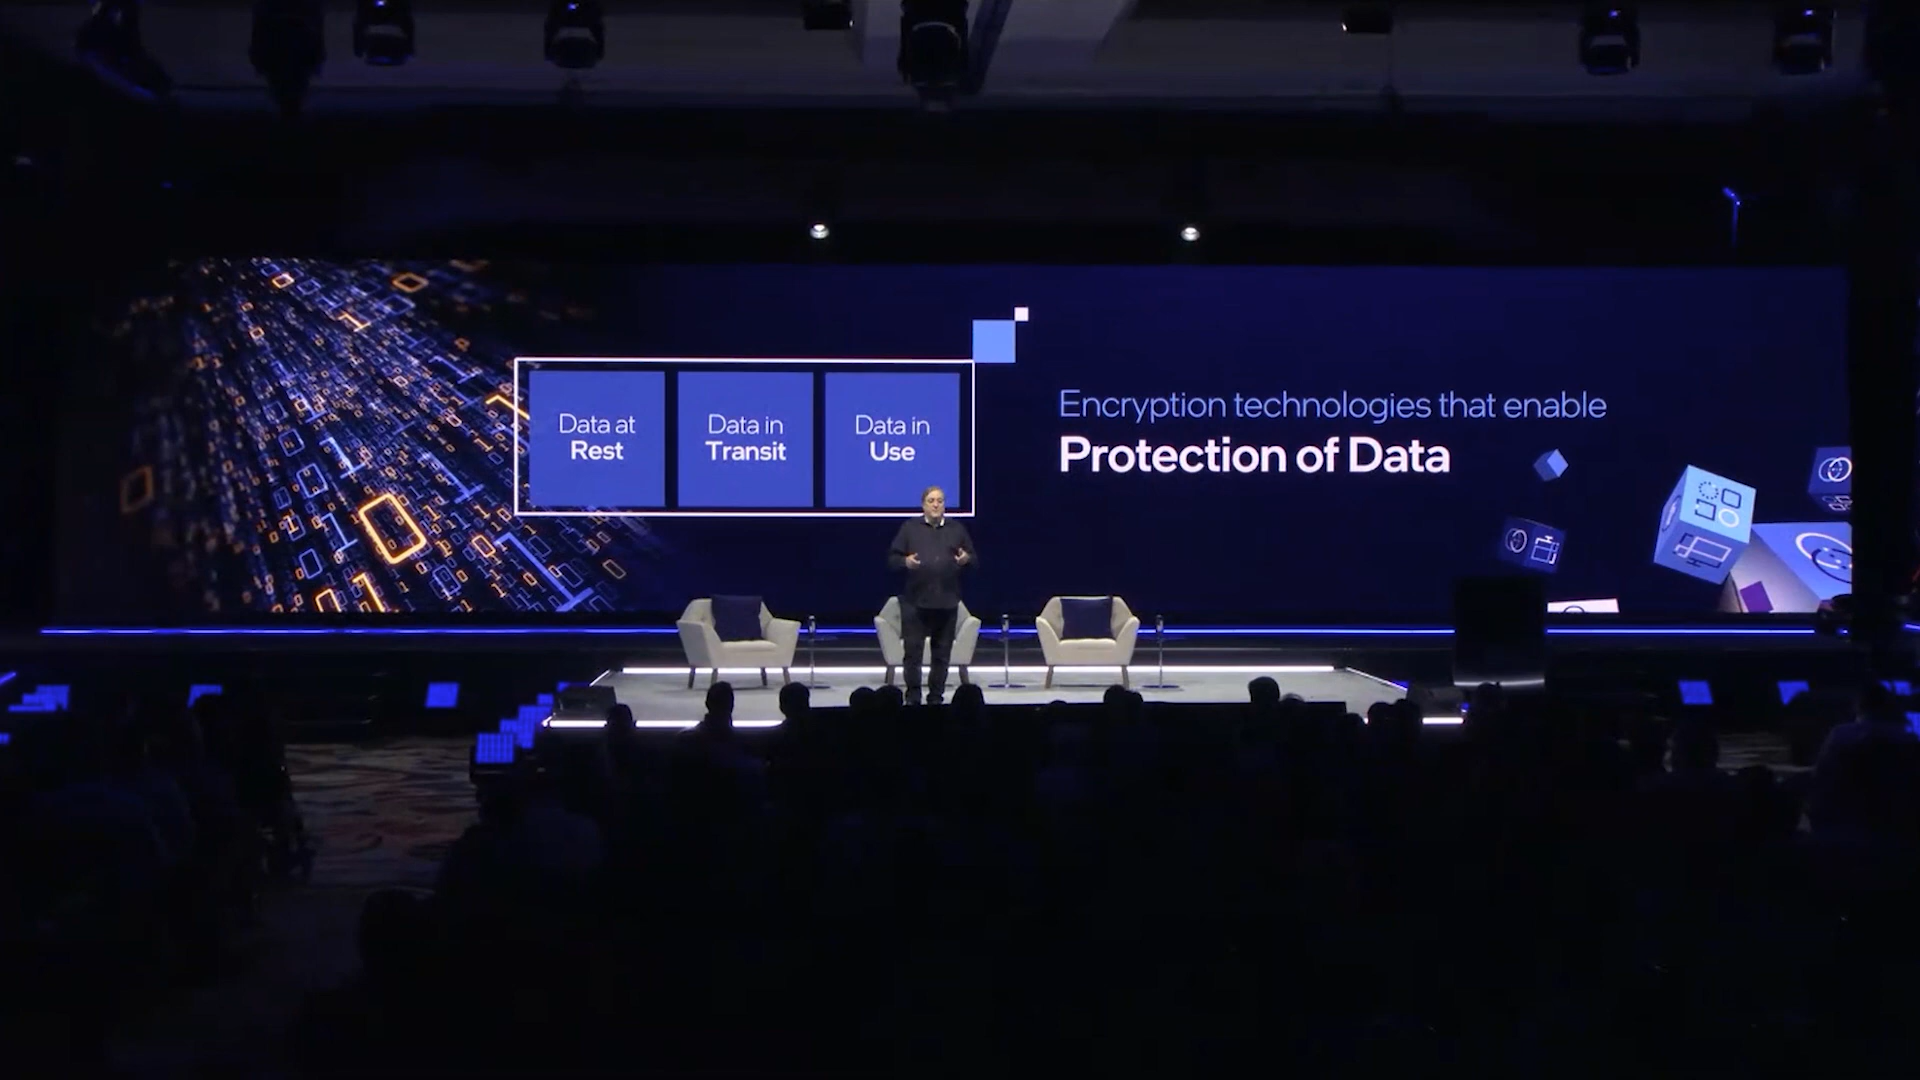 Data at
Rest
Data in
Transit
Data in
Use
Encryption technologies that enable
Protection of Data